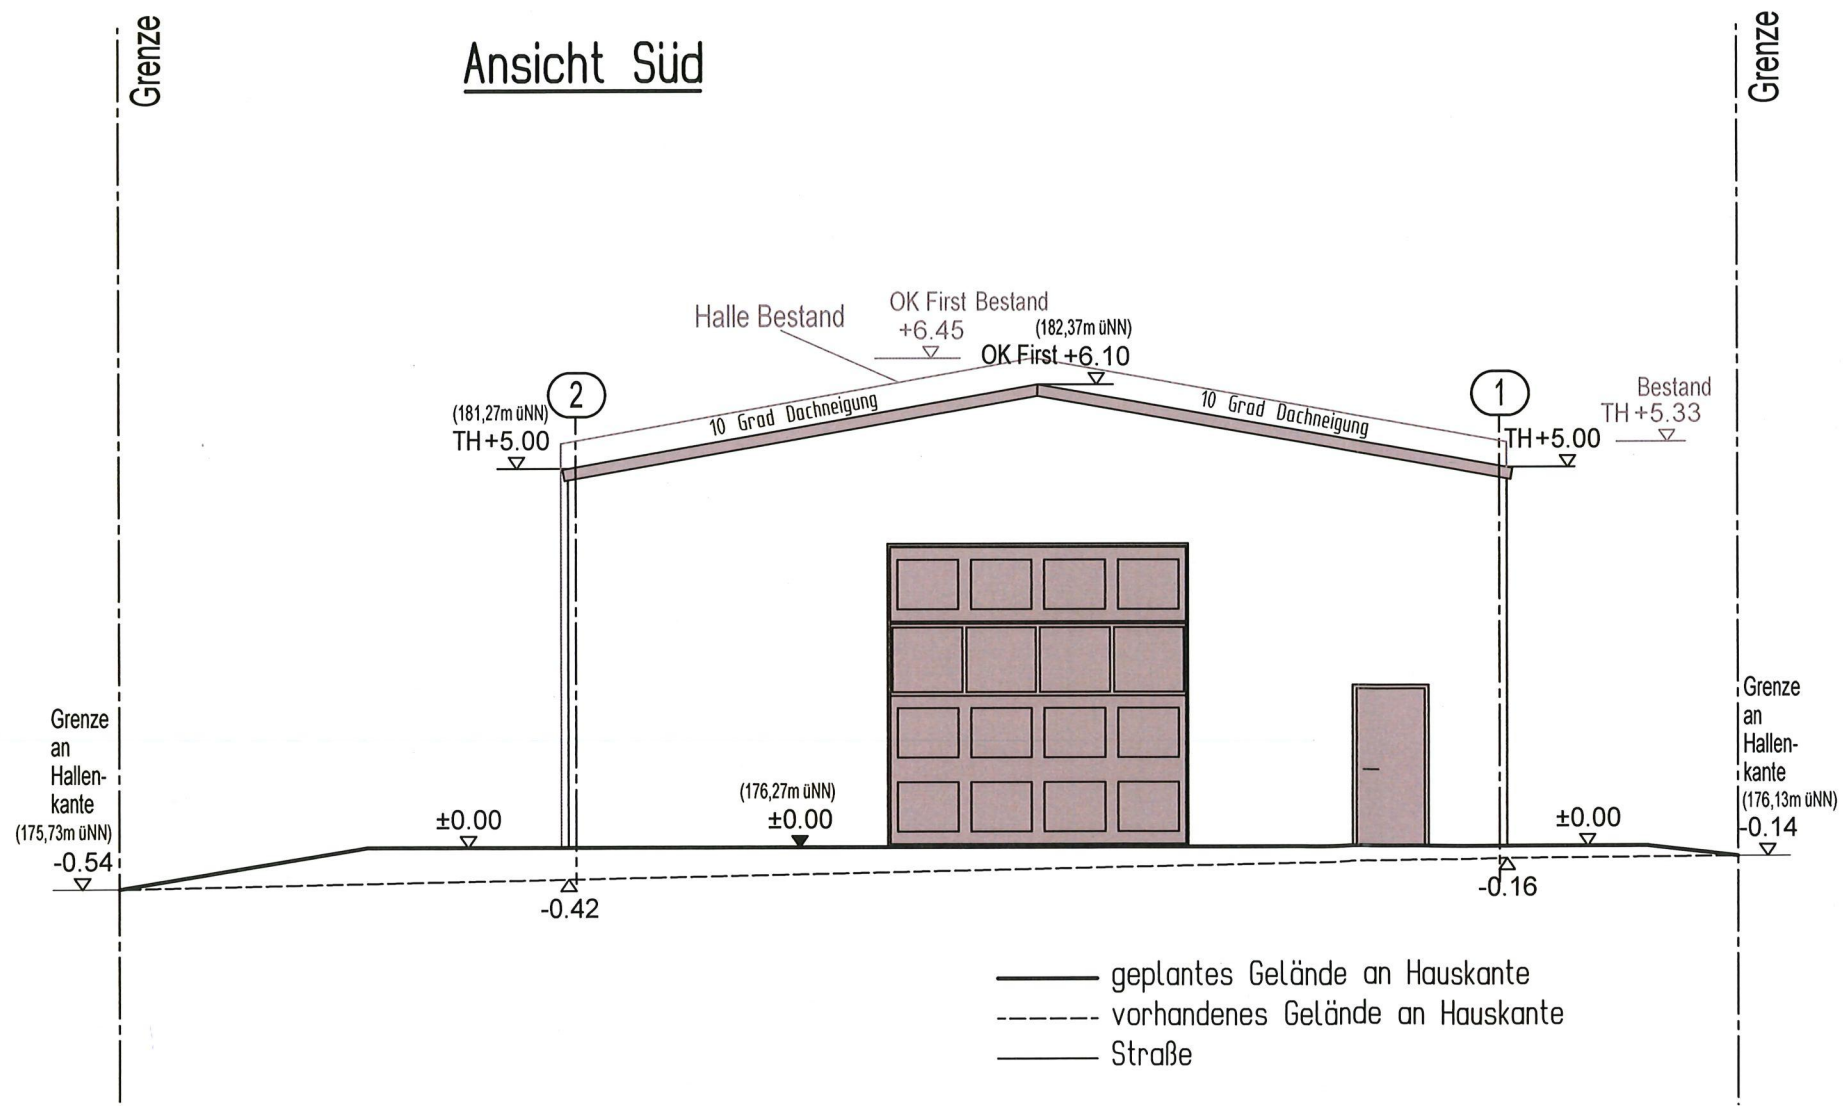 Grenze
Grenze
Ansicht Süd
Halle Bestand
OK First Bestand
+6.45
(182,37m üNN)
OK First +6.10
2
1
(181,27m üNN)
TH +5.00
10 Grad Dachneigung
10 Grad Dachneigung
TH +5.00
Bestand
TH +5.33
Grenze
an
Hallen-
kante
(175,73m üNN)
-0.54
±0.00
(176,27m üNN)
±0.00
±0.00
Grenze
an
Hallen-
kante
(176,13m üNN)
-0.14
-0.42
-0.16
geplantes Gelände an Hauskante
vorhandenes Gelände an Hauskante
Straße